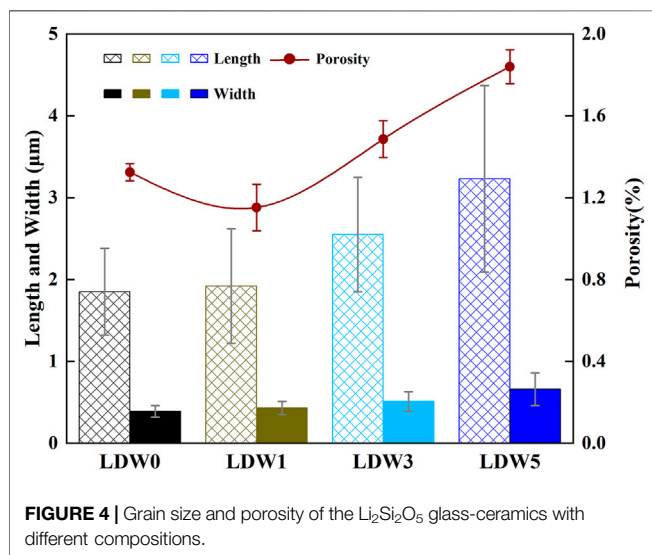 Length and Width (μm)
5
4
3
2
1
0
Length
Width
Porosity
2.0
1.6
1.2
0.8
0.4
0.0
Porosity(%)
LDW0 LDW1 LDW3 LDW5
FIGURE 4 | Grain size and porosity of the Li₂Si₂O₅ glass-ceramics with
different compositions.